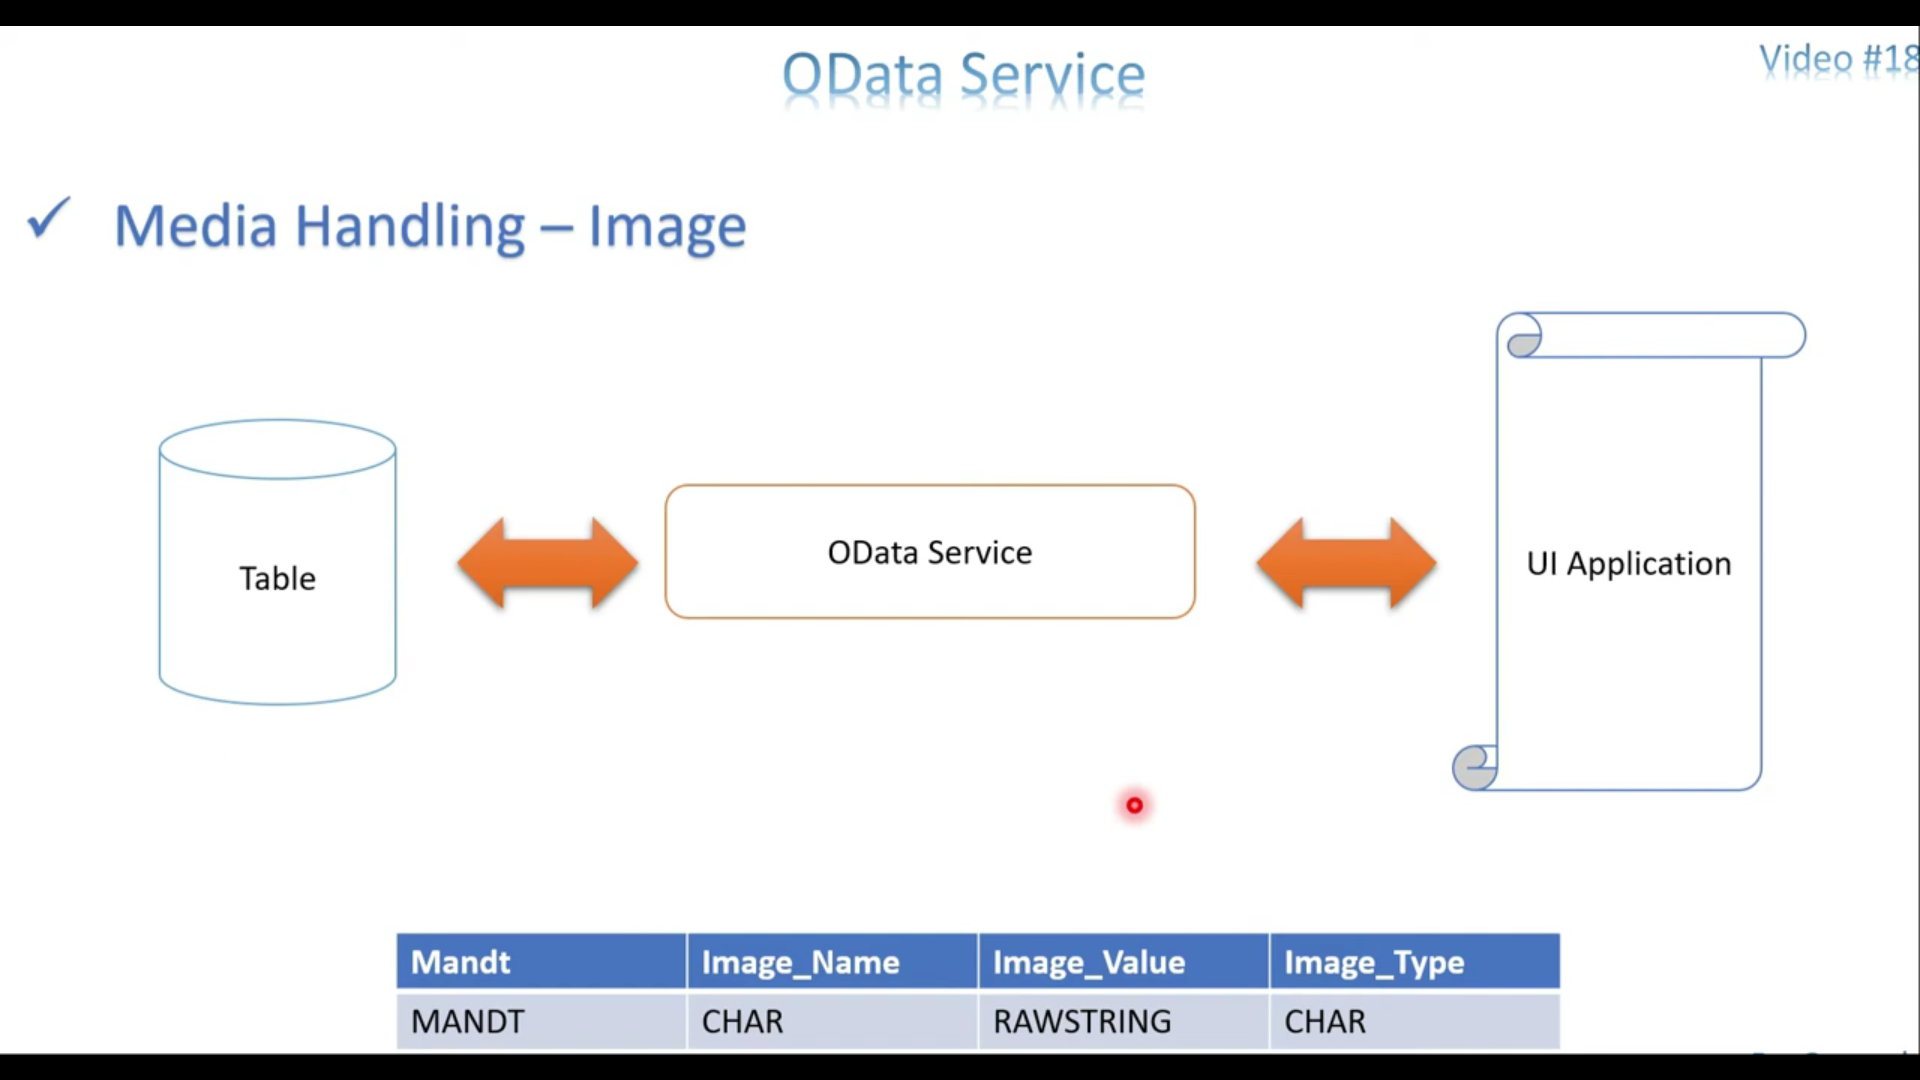 OData Service
Video #18
✓ Media Handling – Image
Table
OData Service
UI Application
Mandt Image_Name Image_Value Image_Type
MANDT CHAR RAWSTRING CHAR